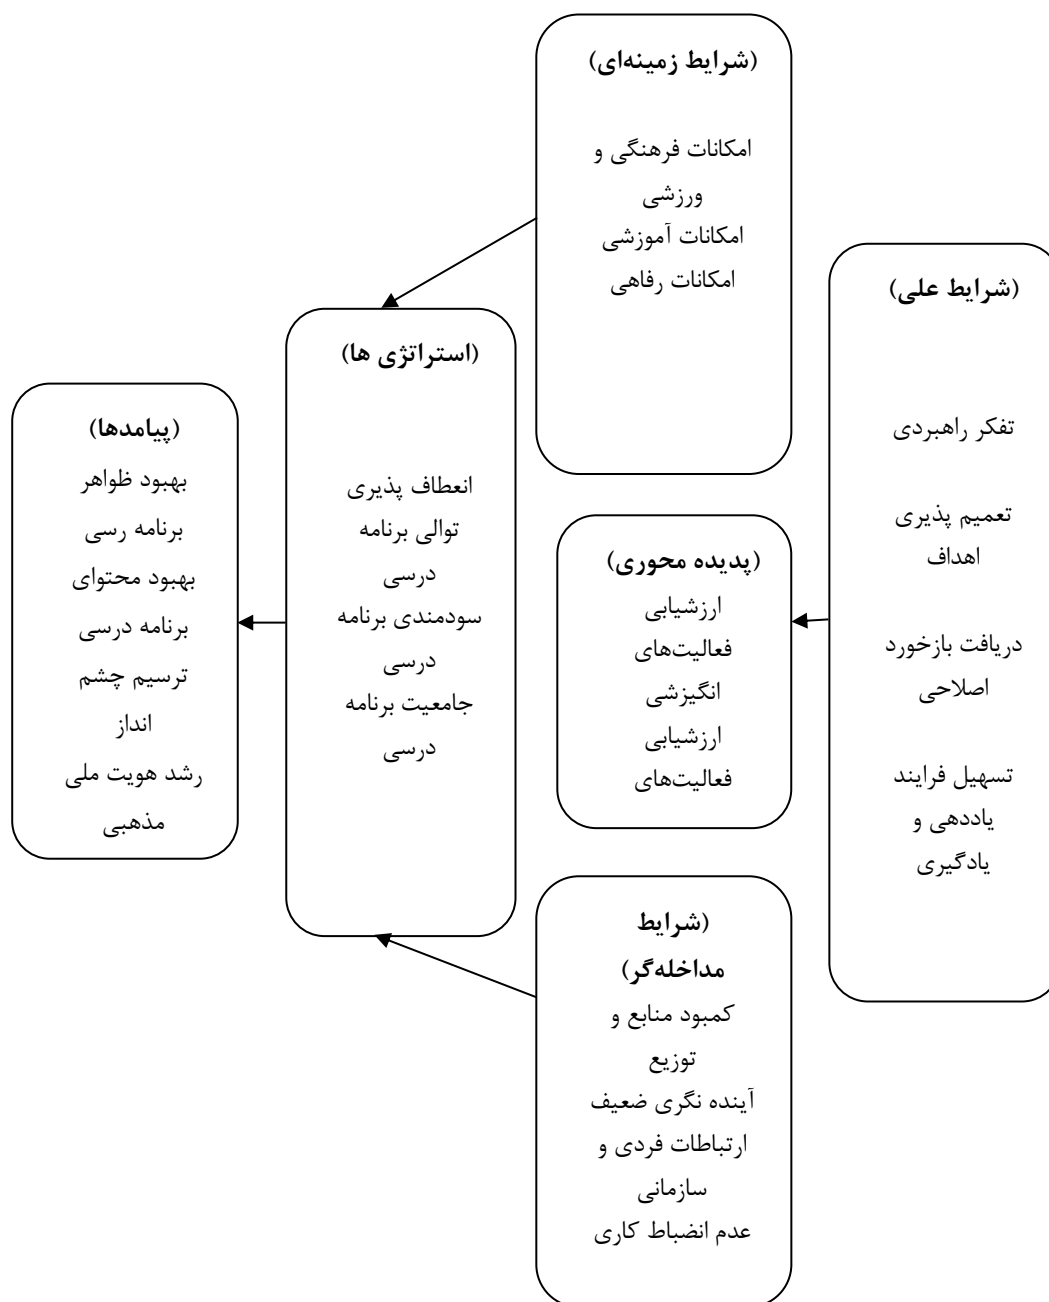 (شرایط زمینه‌ای)
امکانات فرهنگی و
ورزشی
امکانات آموزشی
امکانات رفاهی
(شرایط علی)
تفکر راهبردی
تعمیم پذیری
اهداف
دریافت بازخورد
اصلاحی
تسهیل فرایند
یاددهی و
یادگیری
(پدیده محوری)
ارزشیابی
فعالیت‌های
انگیزشی
ارزشیابی
فعالیت‌های
(شرایط
مداخله‌گر)
کمبود منابع و
توزیع
آینده نگری ضعیف
ارتباطات فردی و
سازمانی
عدم انضباط کاری
(استراتژی ها)
انعطاف پذیری
توالی برنامه
درسی
سودمندی برنامه
درسی
جامعیت برنامه
درسی
(پیامدها)
بهبود ظواهر
برنامه رسی
بهبود محتوای
برنامه درسی
ترسیم چشم
انداز
رشد هویت ملی
مذهبی